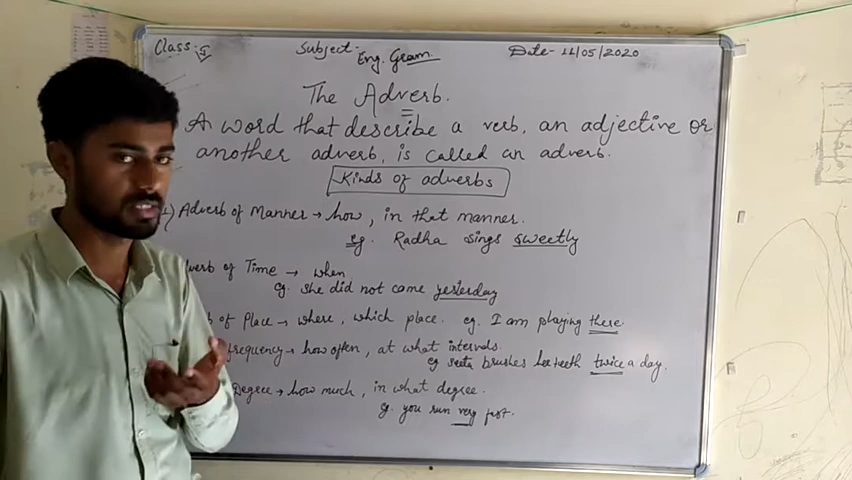 Class: 5
Subject: Eng. Gram.
Date- 11/05/2020
The Adverb.
A word that describe a verb, an adjective or
another adverb, is called an adverb.
Kinds of adverbs
1) Adverb of Manner → how, in that manner.
eg. Radha sings sweetly
verb of Time → when
eg. she did not come yesterday
b of Place → where, which place. eg. I am playing there.
frequency → how often, at what intervals
eg seeta brushes her teeth twice a day.
Degree → how much, in what degree.
eg. you run very fast.